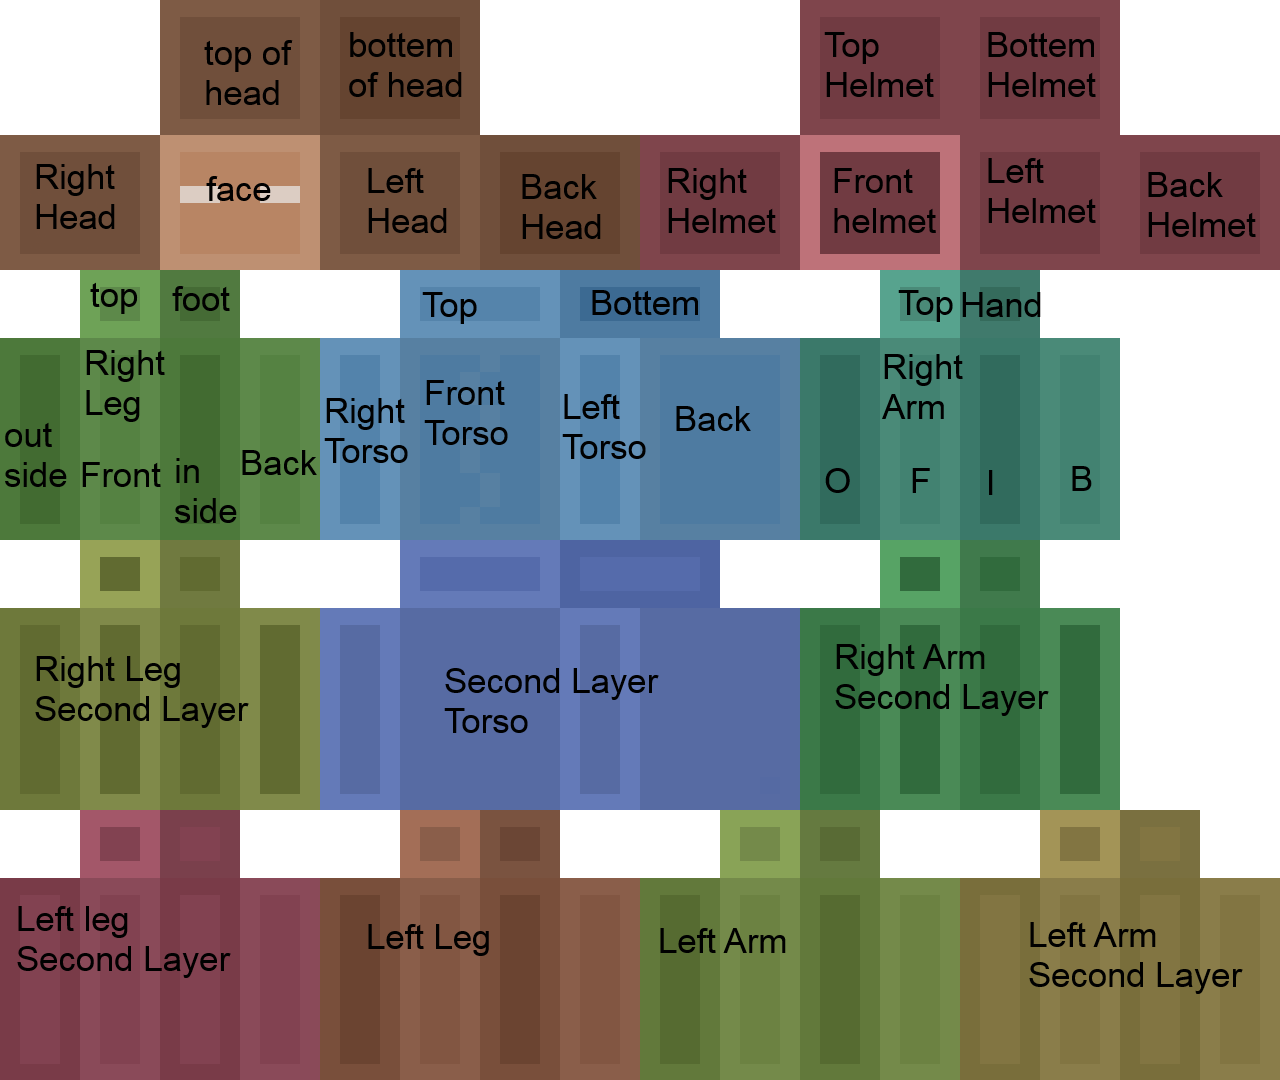 top of
head
bottem
of head
Top
Helmet
Bottem
Helmet
Right
Head
face
Left
Head
Back
Head
Right
Helmet
Front
helmet
Left
Helmet
Back
Helmet
top
foot
Top
Bottem
Top
Hand
Right
Leg
out
side
Front
in
side
Back
Right
Torso
Front
Torso
Left
Torso
Back
Right
Arm
O
F
I
B
Right Leg
Second Layer
Second Layer
Torso
Right Arm
Second Layer
Left leg
Second Layer
Left Leg
Left Arm
Left Arm
Second Layer